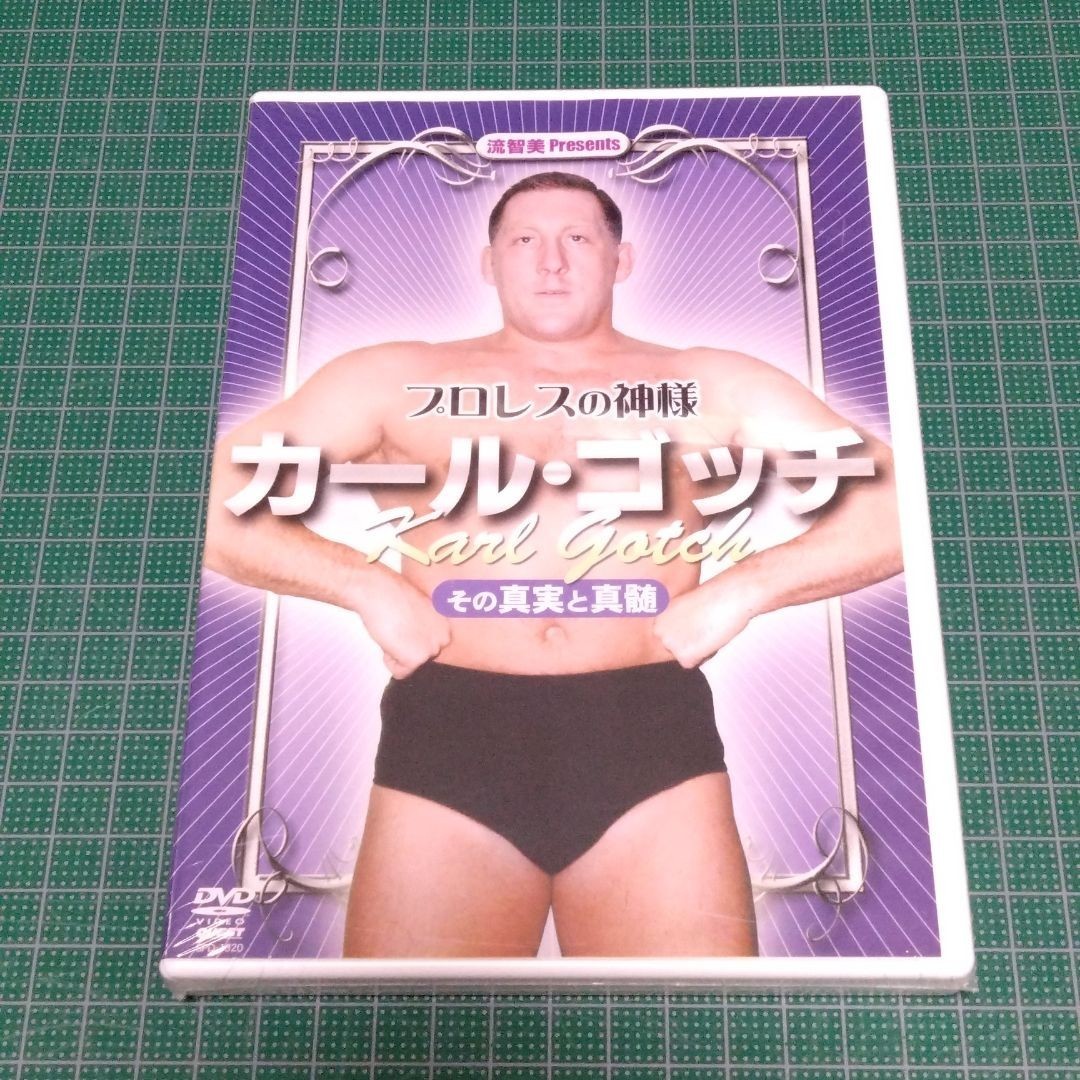 流智美 Presents
プロレスの神様
カール・ゴッチ
Karl Gotch
その真実と真髄
DVD
VIDEO
QUEST